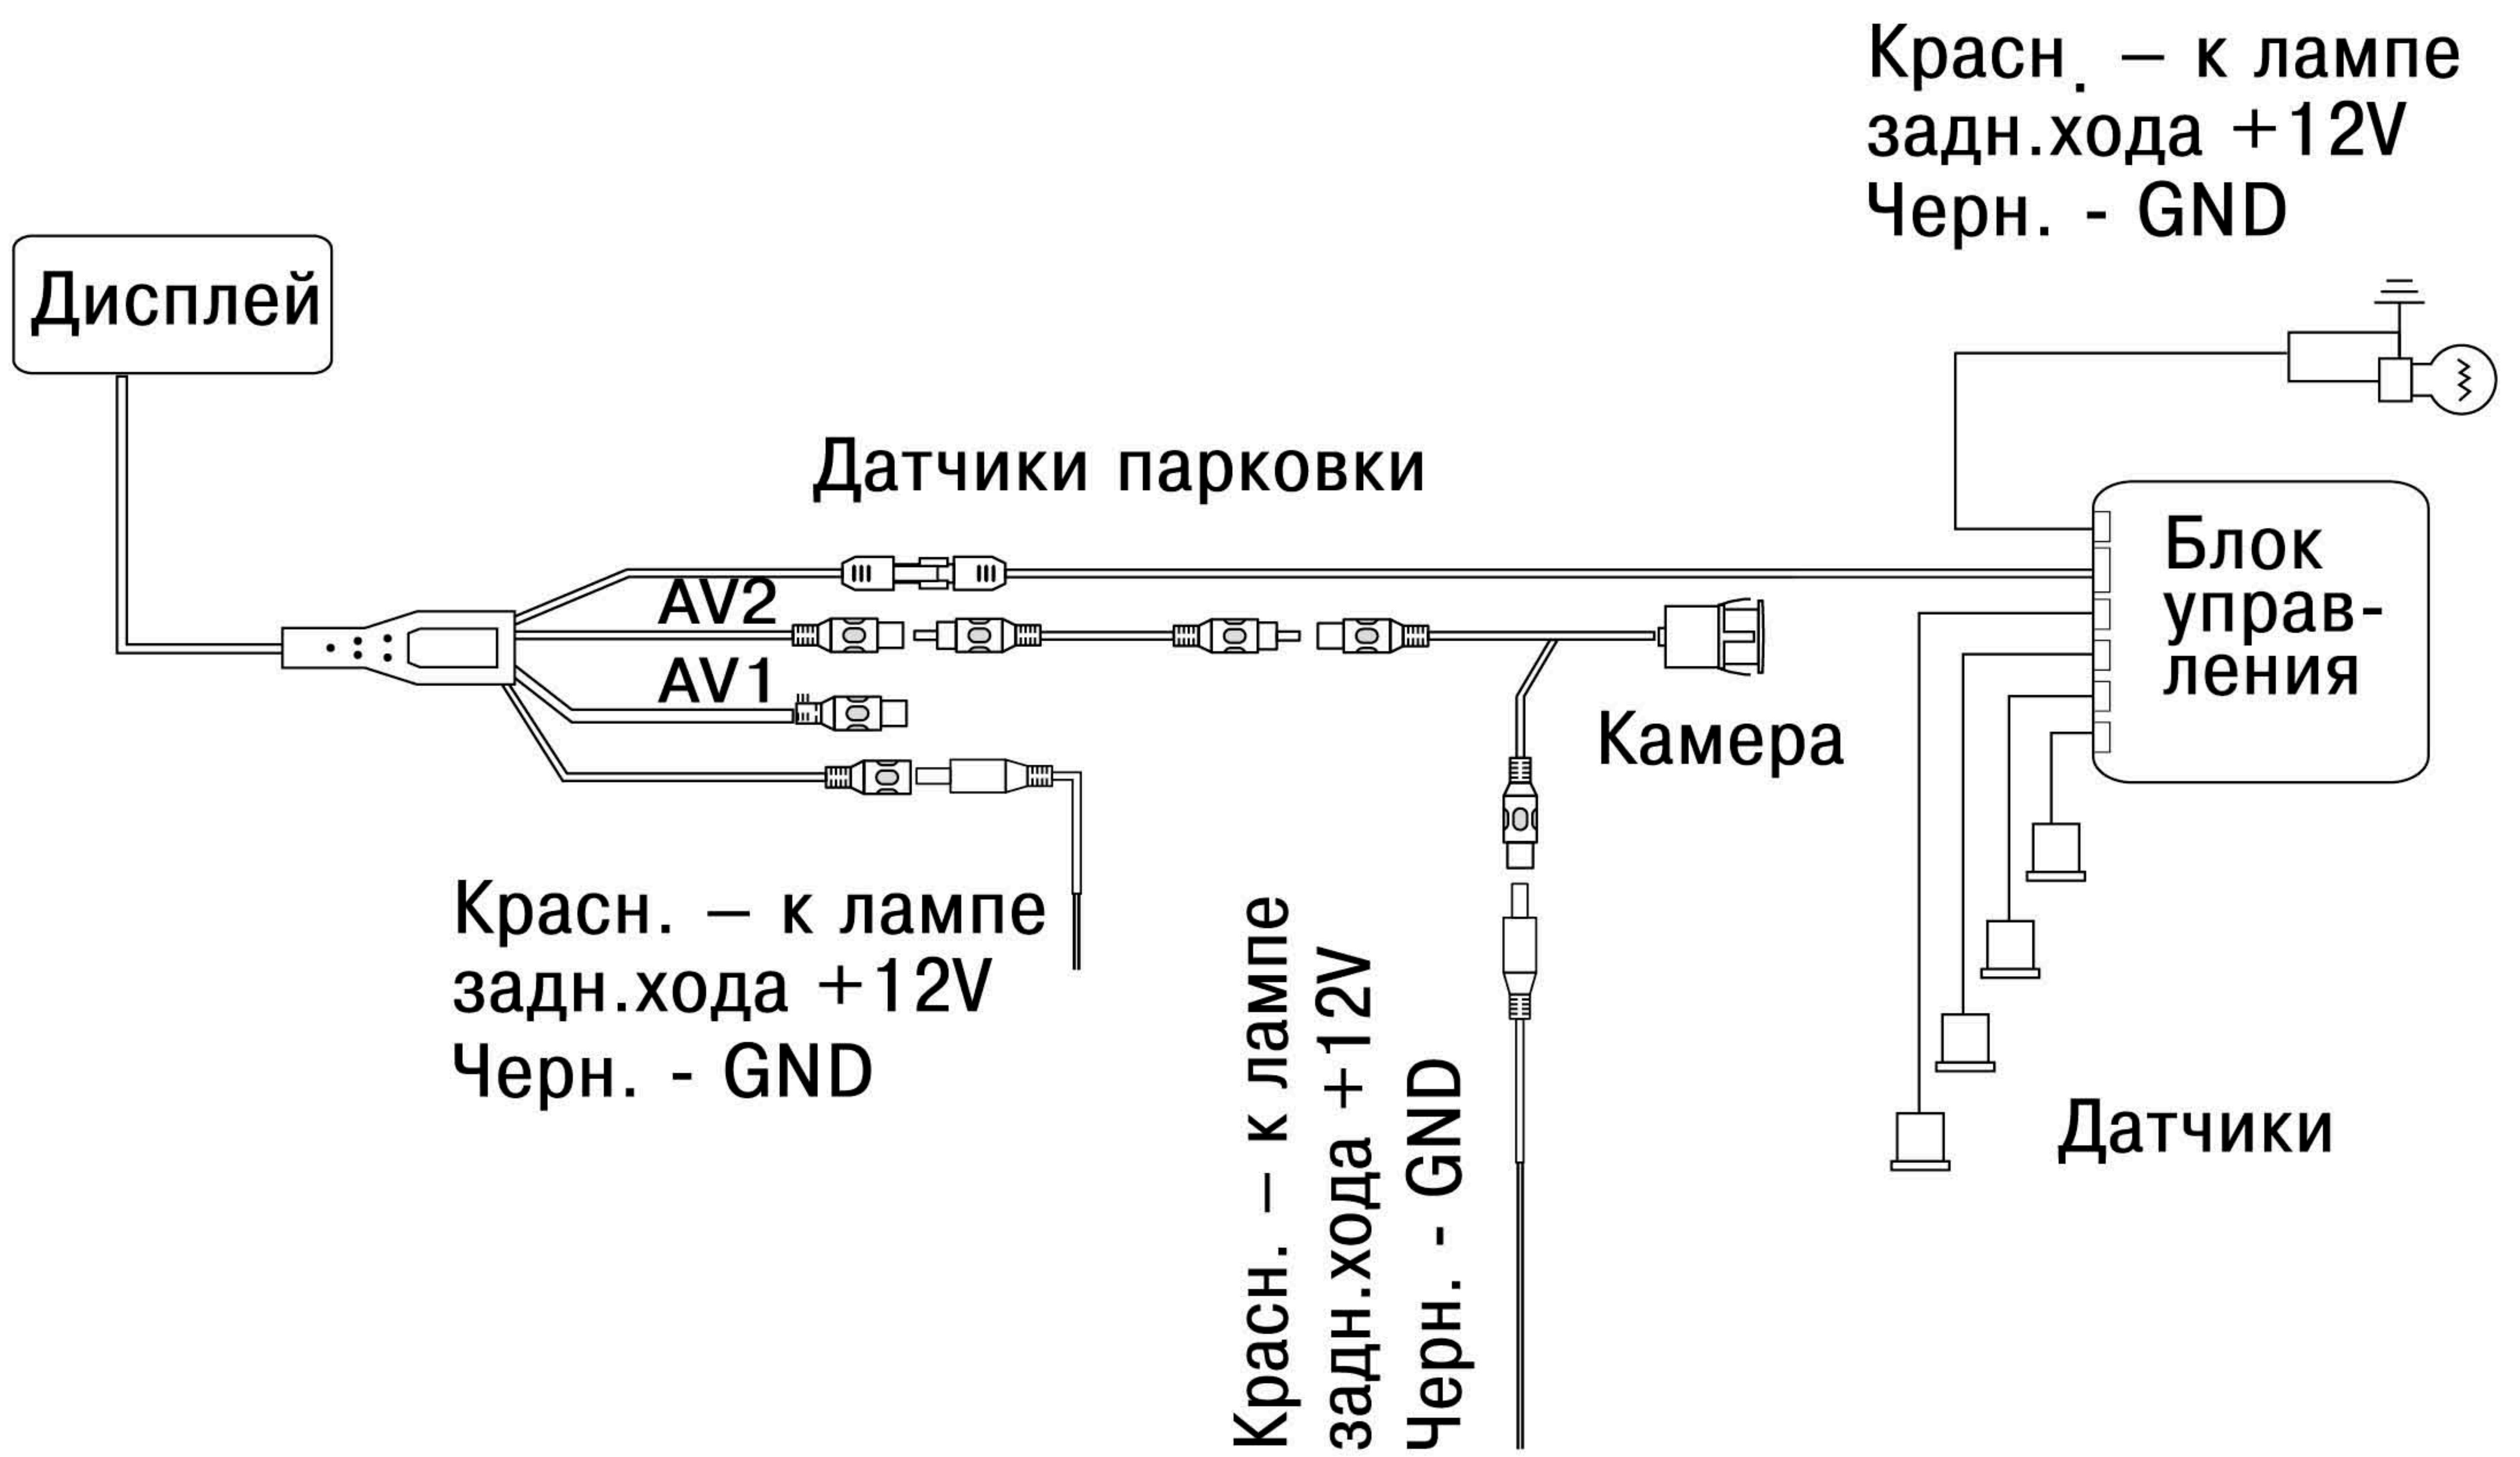 Красн. – к лампе
задн.хода +12V
Черн. - GND
Дисплей
Датчики парковки
AV2
AV1
Блок
управ-
ления
Камера
Красн. – к лампе
задн.хода +12V
Черн. - GND
Красн. – к лампе
задн.хода +12V
Черн. - GND
Датчики